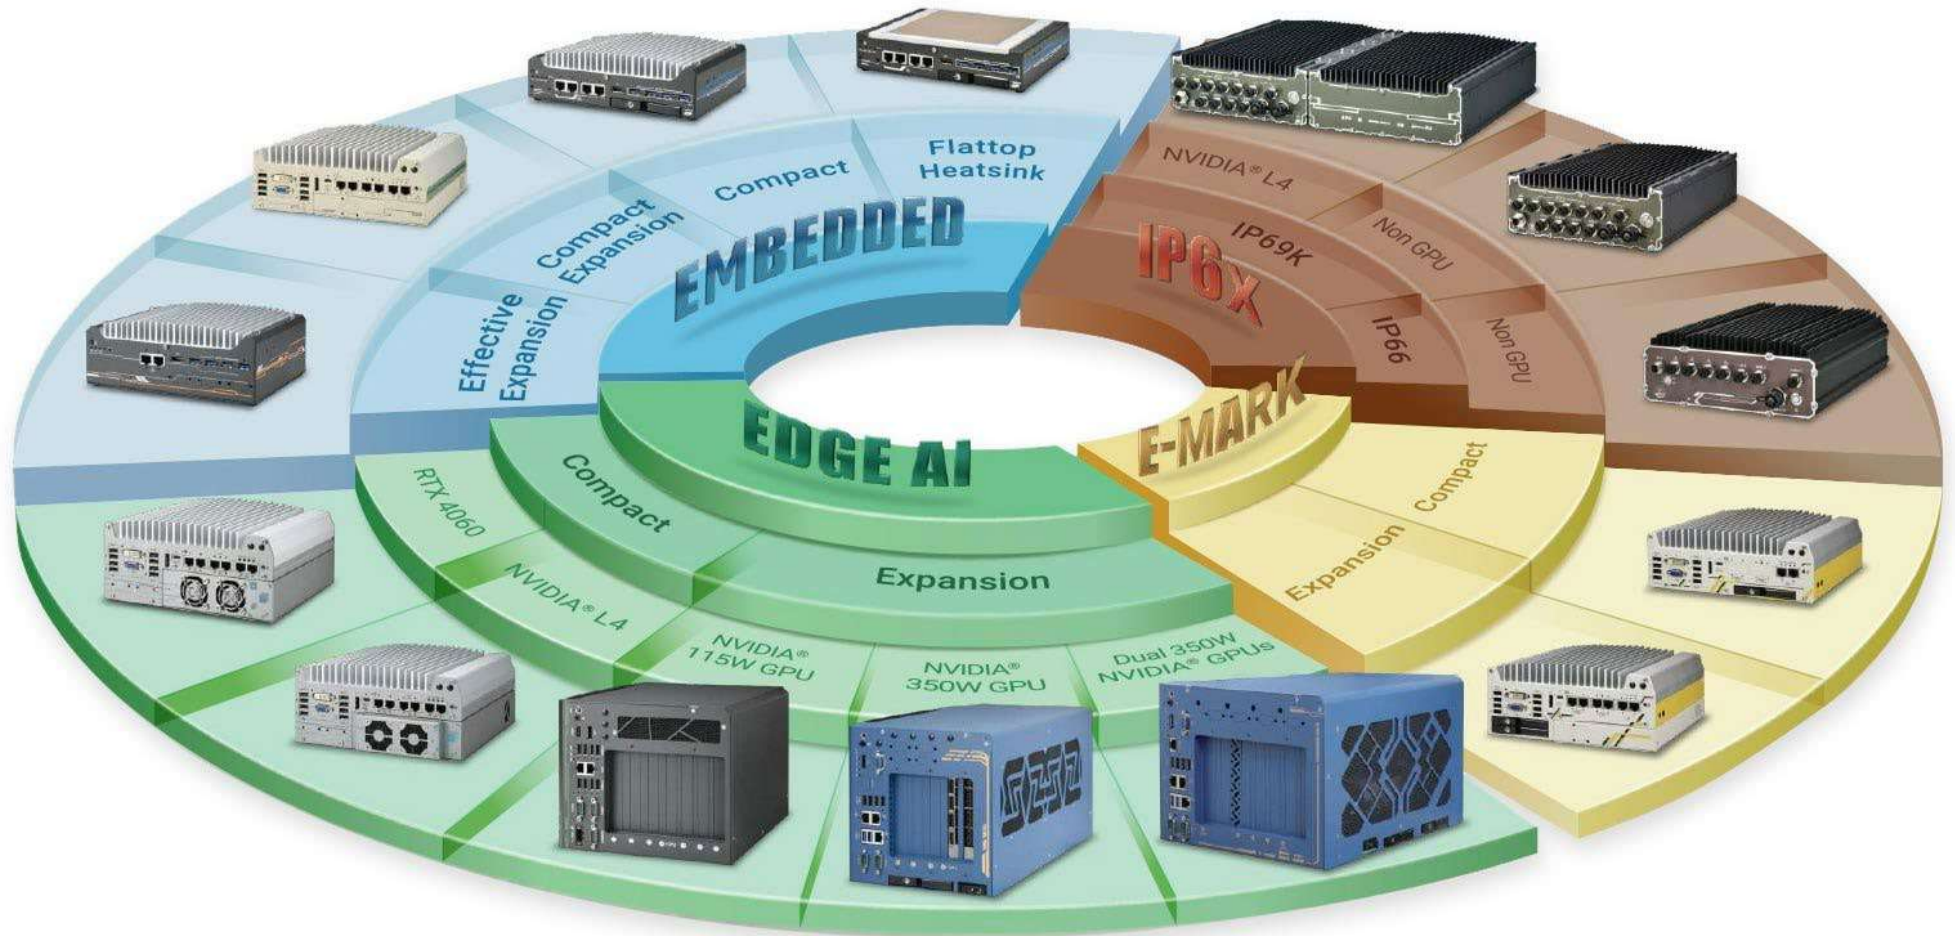 EMBEDDED
Flattop
Heatsink
Compact
Compact
Expansion
Effective
Expansion
IP6X
IP69K
NVIDIA® L4
Non GPU
IP66
Non GPU
E-MARK
Compact
Expansion
EDGE AI
Compact
RTX 4060
NVIDIA® L4
Expansion
NVIDIA®
115W GPU
NVIDIA®
350W GPU
Dual 350W
NVIDIA® GPUs